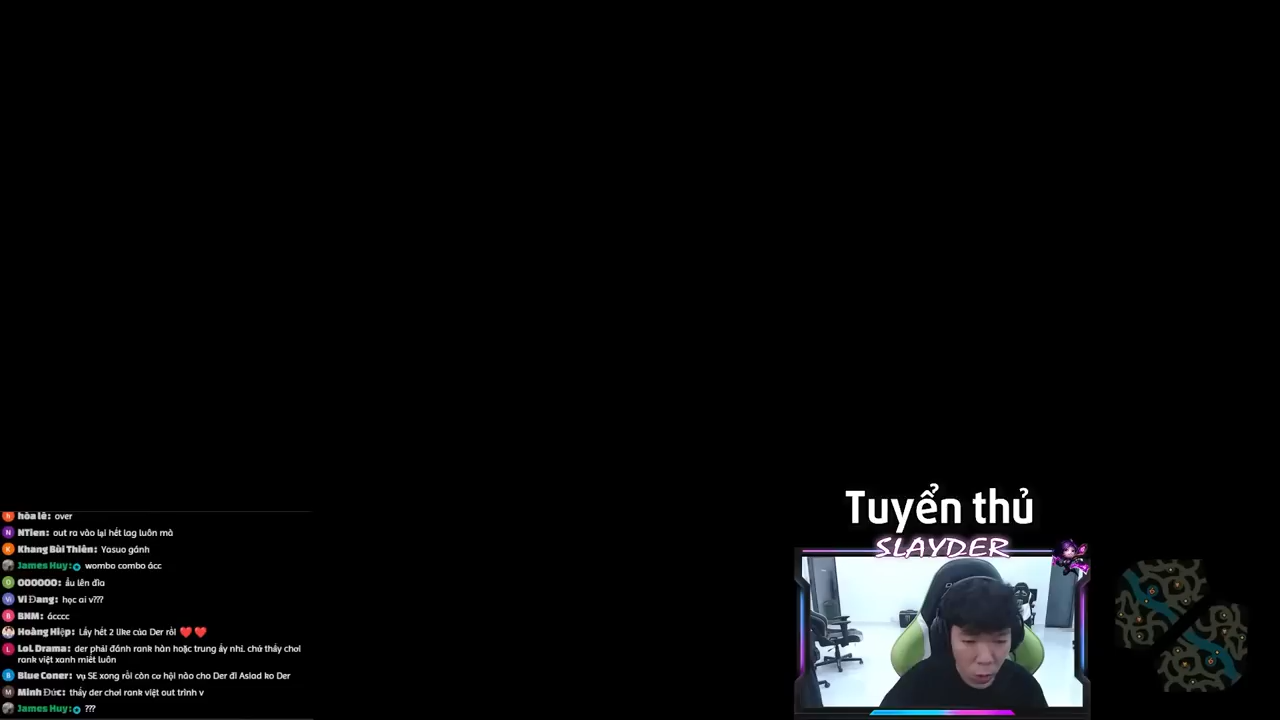 hòa lê: over
NTien: out ra vào lại hết lag luôn mà
Khang Bùi Thiên: Yasuo gánh
James Huy: wombo combo ácc
OOOOOO: ẩu lên đỉa
Vi Đang: học ai v???
BNM: ácccc
Hoàng Hiệp: Lấy hết 2 like của Der rồi ❤️ ❤️
LoL Drama: der phải đánh rank hàn hoặc trung ấy nhỉ. chứ thấy chơi
rank việt xanh miết luôn
Blue Coner: vụ SE xong rồi còn cơ hội nào cho Der đi Asiad ko Der
Minh Đức: thấy der chơi rank việt out trình v
James Huy: ???
Tuyển thủ
SLAYDER